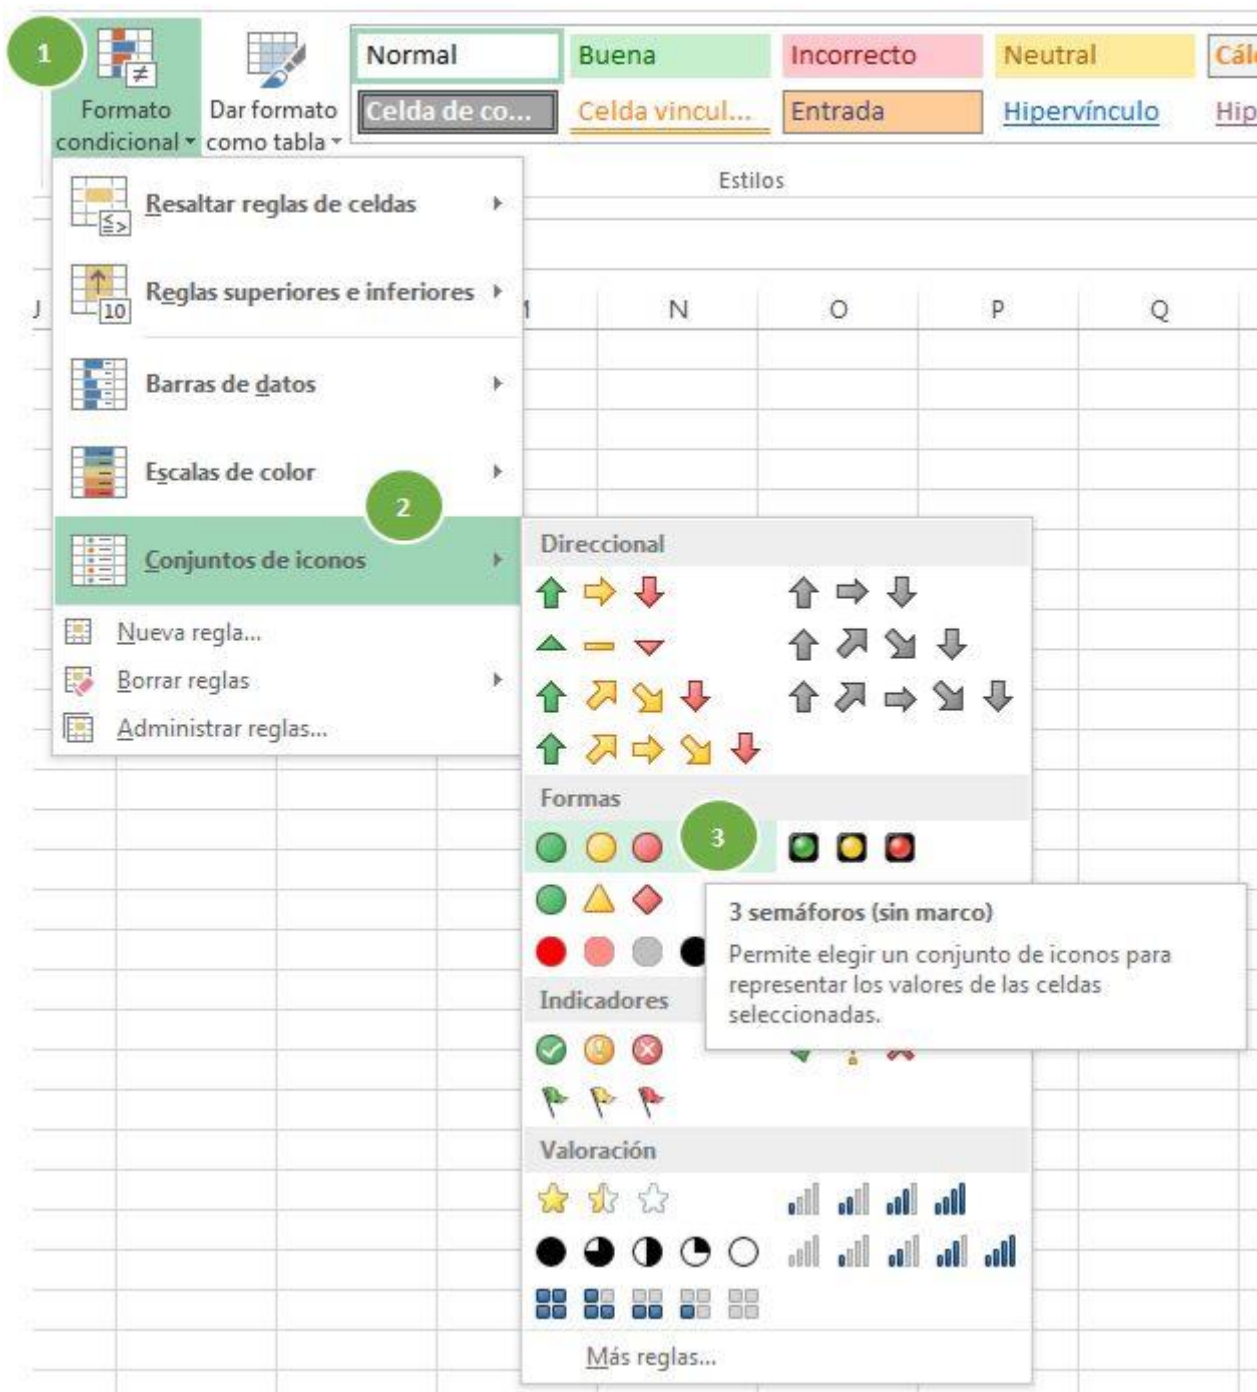 1
Formato condicional
Dar formato como tabla
Normal
Buena
Incorrecto
Neutral
Celda de co...
Celda vincul...
Entrada
Hipervínculo
Estilos
Resaltar reglas de celdas
Reglas superiores e inferiores
10
J
N
O
P
Q
Barras de datos
Escalas de color
2
Conjuntos de iconos
Nueva regla...
Borrar reglas
Administrar reglas...
Direccional
Formas
3
3 semáforos (sin marco)
Permite elegir un conjunto de iconos para
representar los valores de las celdas
seleccionadas.
Indicadores
Valoración
Más reglas...